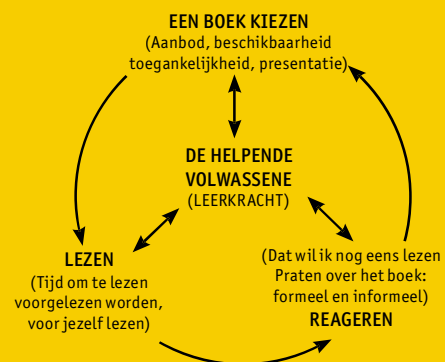 EEN BOEK KIEZEN
(Aanbod, beschikbaarheid
toegankelijkheid, presentatie)
DE HELPENDE
VOLWASSENE
(LEERKRACHT)
LEZEN
(Tijd om te lezen
voorgelezen worden,
voor jezelf lezen)
(Dat wil ik nog eens lezen
Praten over het boek:
formeel en informeel)
REAGEREN